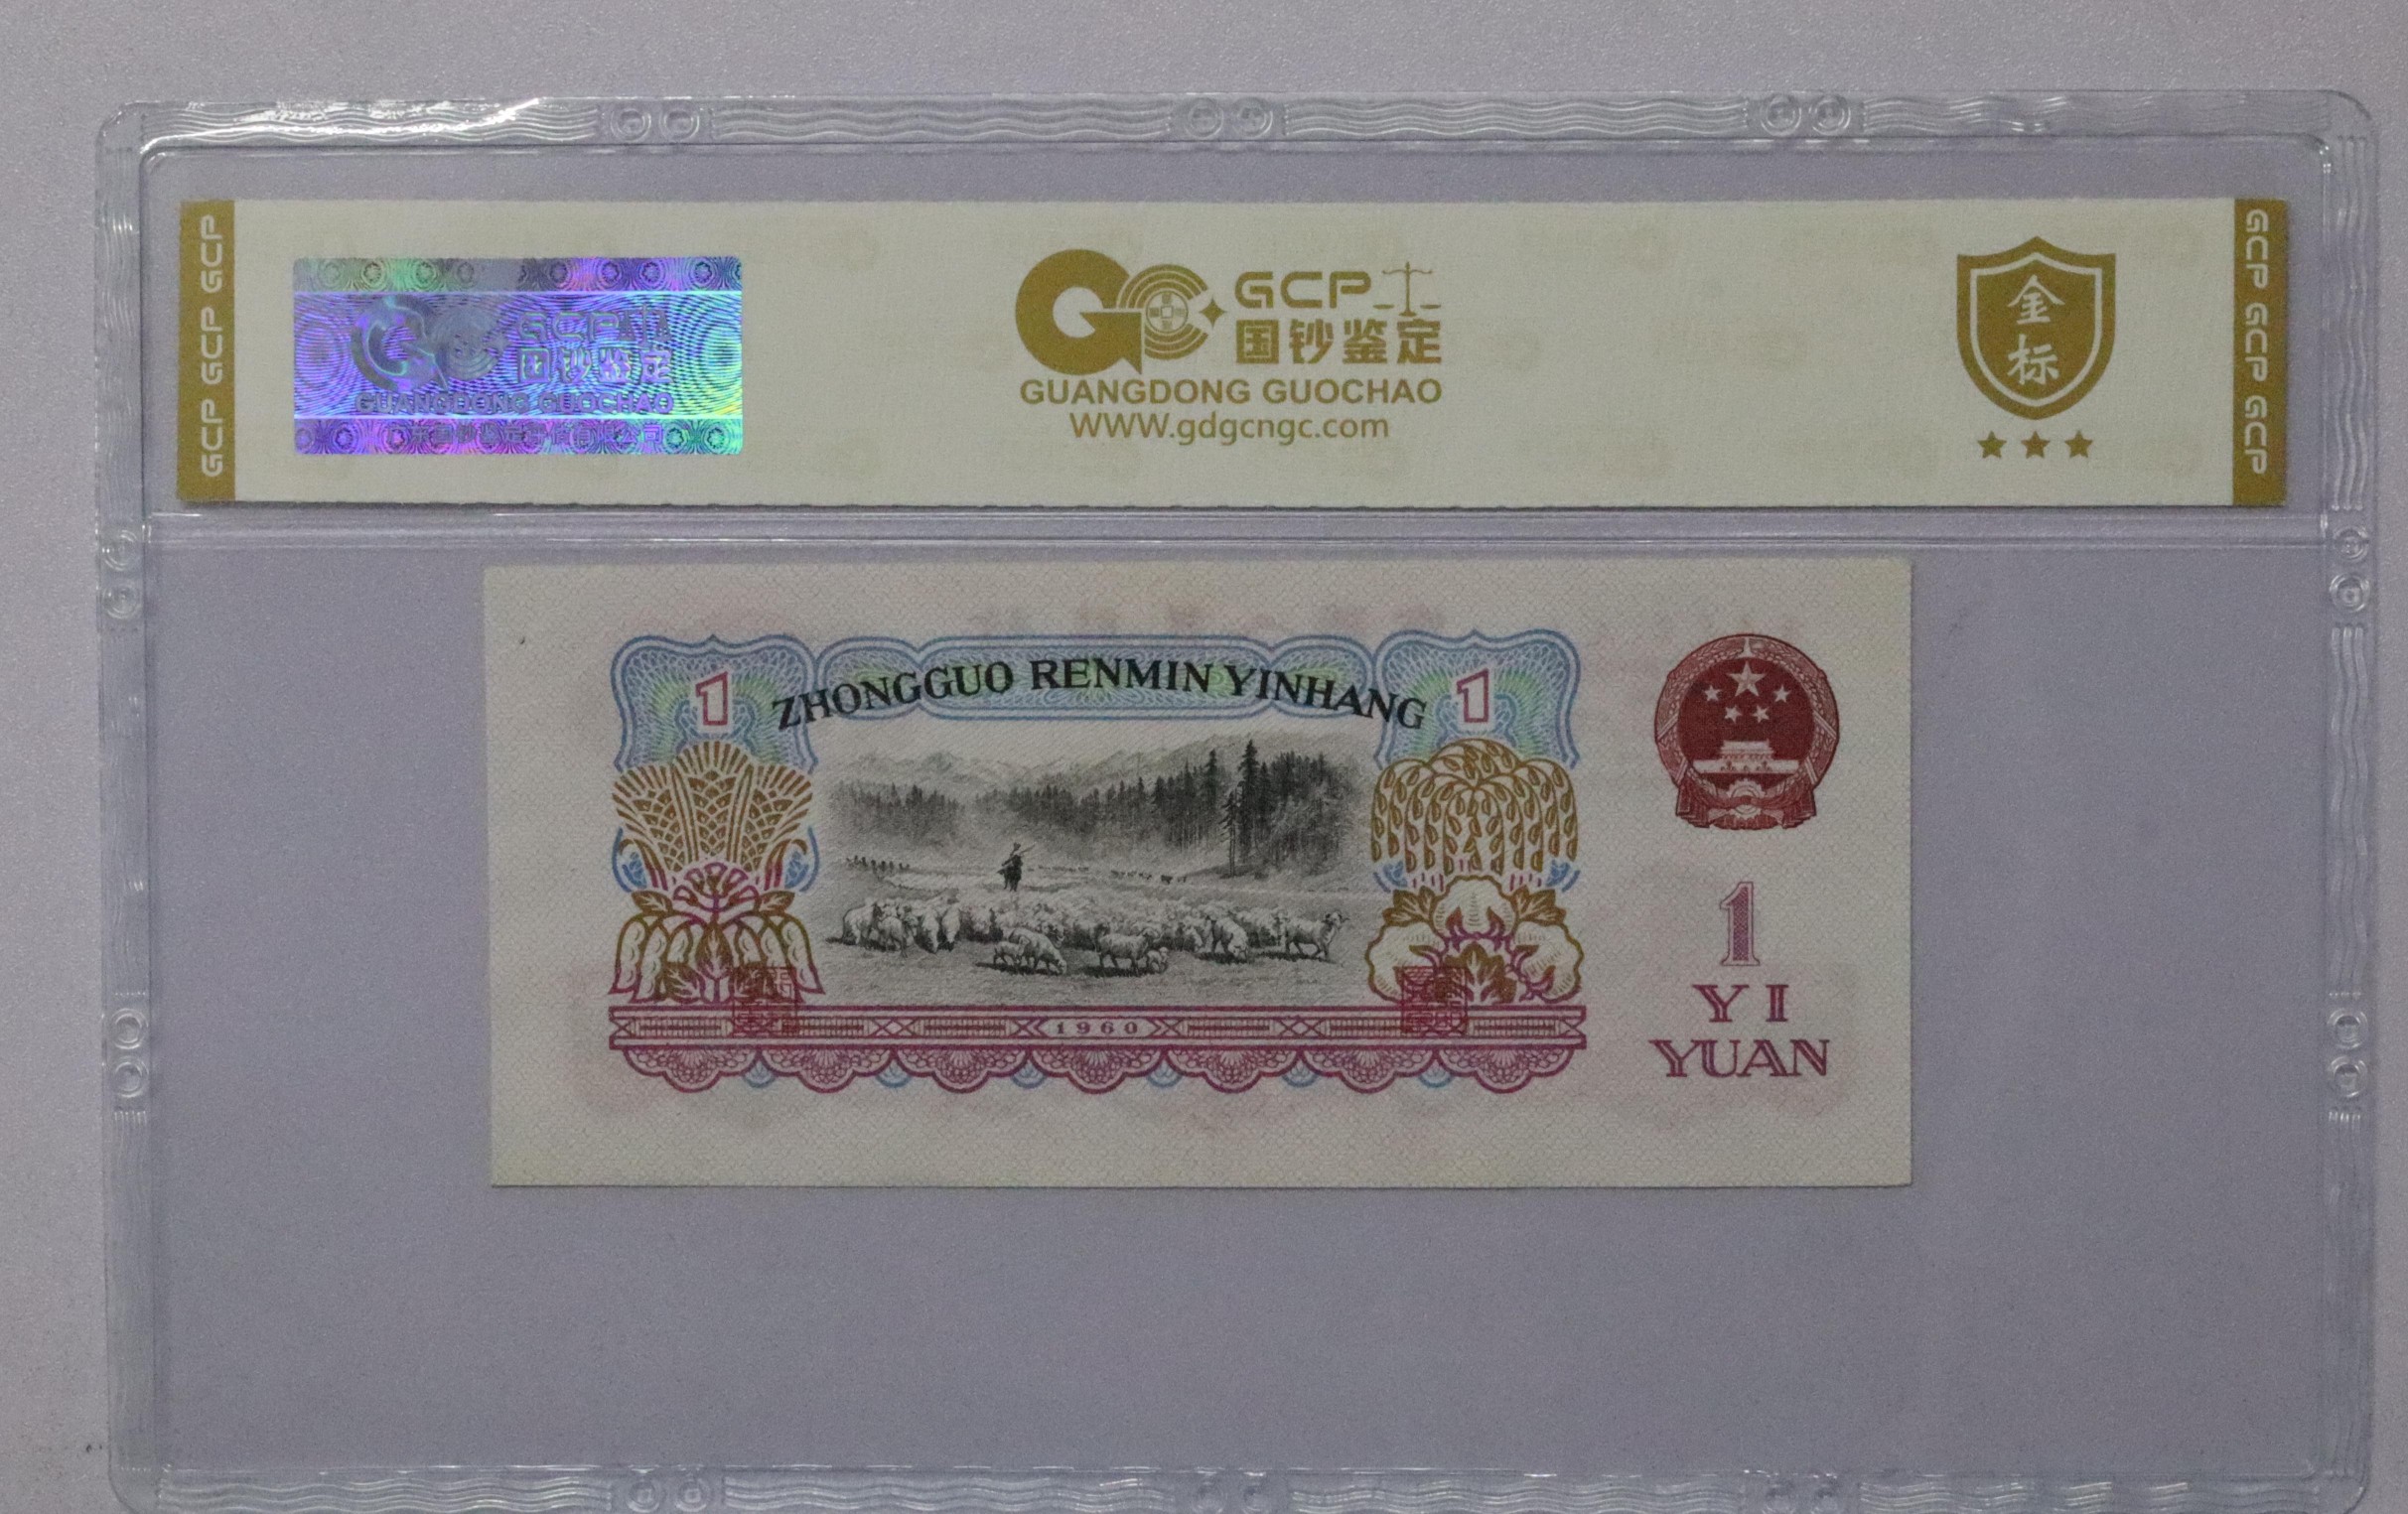 GCP GCP GCP
GCP
国钞鉴定
GUANGDONG GUOCHAO
GCP
国钞鉴定
GUANGDONG GUOCHAO
WWW.gdgcngc.com
金
标
GCP GCP GCP
ZHONGGUO RENMIN YINHANG
1
1
1960
1
YI
YUAN